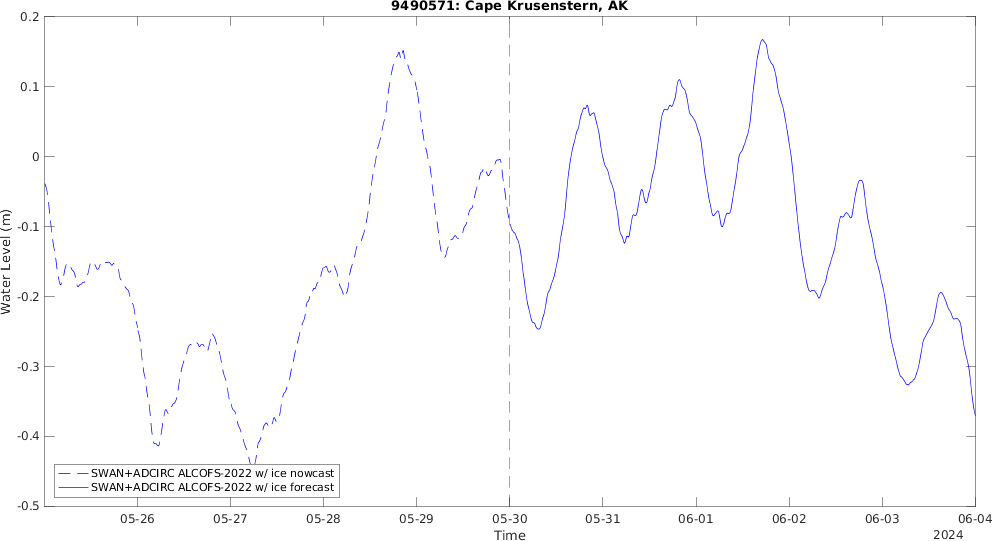 9490571: Cape Krusenstern, AK
Water Level (m)
0.2
0.1
0
-0.1
-0.2
-0.3
-0.4
-0.5
SWAN+ADCIRC ALCOFS-2022 w/ ice nowcast
SWAN+ADCIRC ALCOFS-2022 w/ ice forecast
05-26 05-27 05-28 05-29 05-30 05-31 06-01 06-02 06-03 06-04
Time
2024